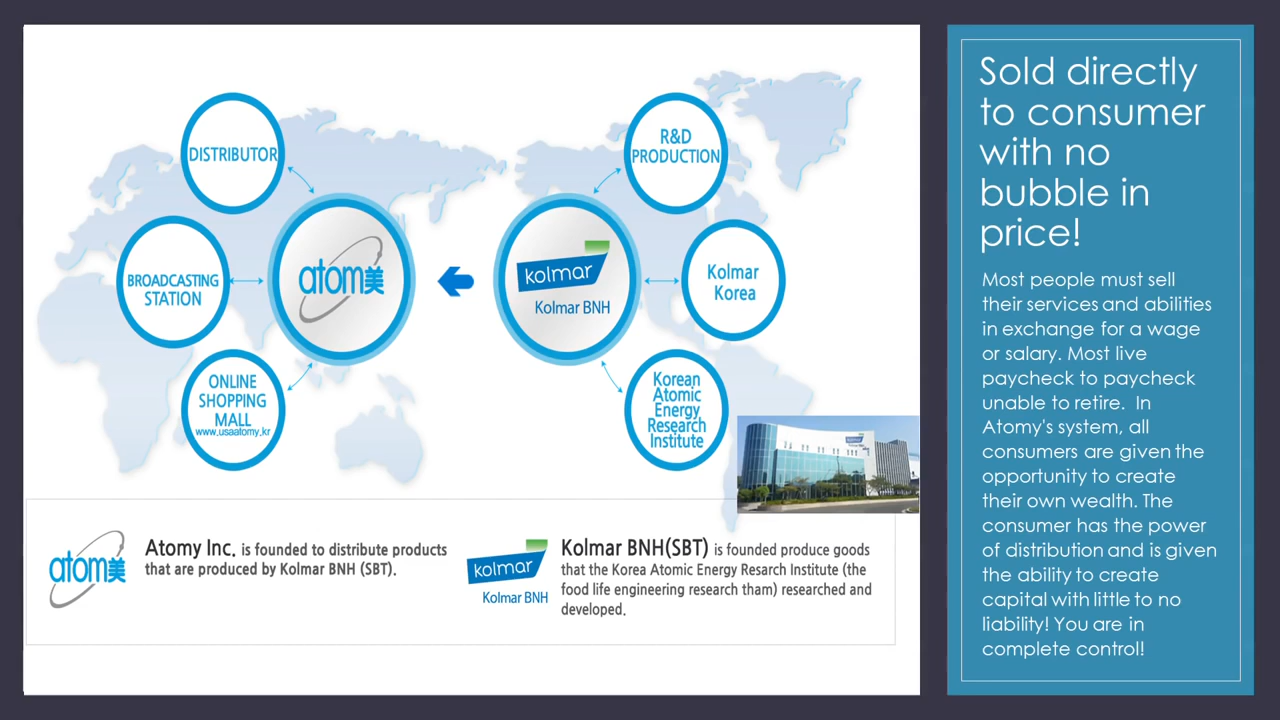 DISTRIBUTOR
BROADCASTING
STATION
ONLINE
SHOPPING
MALL
www.usaatomy.kr
atom美
kolmar
Kolmar BNH
R&D
PRODUCTION
Kolmar
Korea
Korean
Atomic
Energy
Research
Institute
atom美
Atomy Inc. is founded to distribute products
that are produced by Kolmar BNH (SBT).
kolmar
Kolmar BNH
Kolmar BNH(SBT) is founded produce goods
that the Korea Atomic Energy Resarch Institute (the
food life engineering research tham) researched and
developed.
Sold directly
to consumer
with no
bubble in
price!
Most people must sell
their services and abilities
in exchange for a wage
or salary. Most live
paycheck to paycheck
unable to retire.  In
Atomy's system, all
consumers are given the
opportunity to create
their own wealth. The
consumer has the power
of distribution and is given
the ability to create
capital with little to no
liability! You are in
complete control!